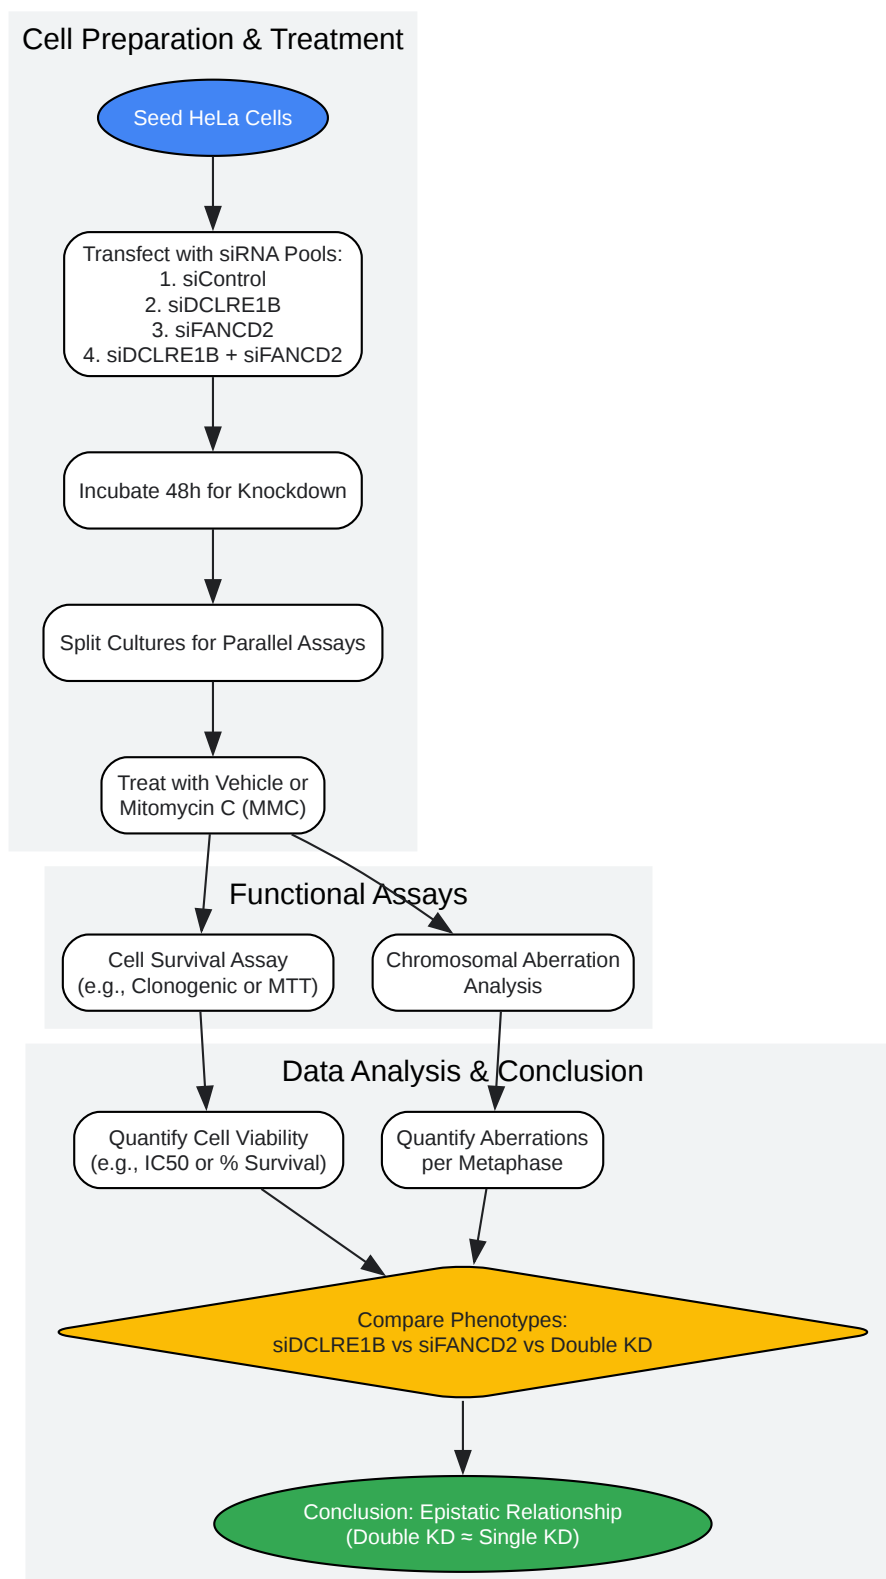 Cell Preparation & Treatment
Seed HeLa Cells
Transfect with siRNA Pools:
1. siControl
2. siDCLRE1B
3. siFANCD2
4. siDCLRE1B + siFANCD2
Incubate 48h for Knockdown
Split Cultures for Parallel Assays
Treat with Vehicle or
Mitomycin C (MMC)
Functional Assays
Cell Survival Assay
(e.g., Clonogenic or MTT)
Chromosomal Aberration
Analysis
Data Analysis & Conclusion
Quantify Cell Viability
(e.g., IC50 or % Survival)
Quantify Aberrations
per Metaphase
Compare Phenotypes:
siDCLRE1B vs siFANCD2 vs Double KD
Conclusion: Epistatic Relationship
(Double KD ≈ Single KD)